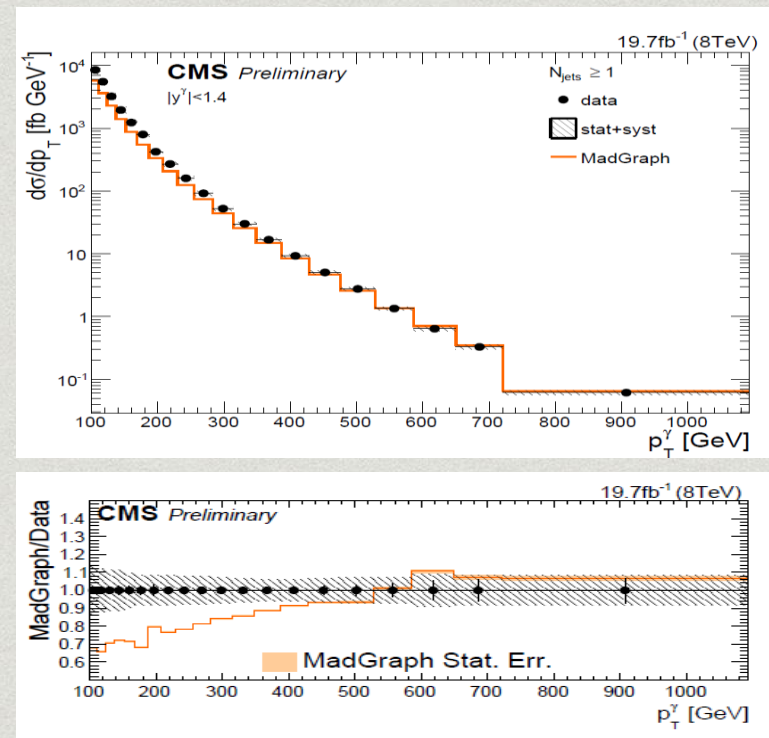 19.7fb⁻¹ (8TeV)
CMS Preliminary
|yᵞ|<1.4
N_jets ≥ 1
data
stat+syst
MadGraph
dσ/dp_T [fb GeV⁻¹]
10⁴
10³
10²
10
1
10⁻¹
100 200 300 400 500 600 700 800 900 1000
p_T^γ [GeV]
19.7fb⁻¹ (8TeV)
CMS Preliminary
MadGraph/Data
1.4
1.3
1.2
1.1
1.0
0.9
0.8
0.7
0.6
MadGraph Stat. Err.
100 200 300 400 500 600 700 800 900 1000
p_T^γ [GeV]